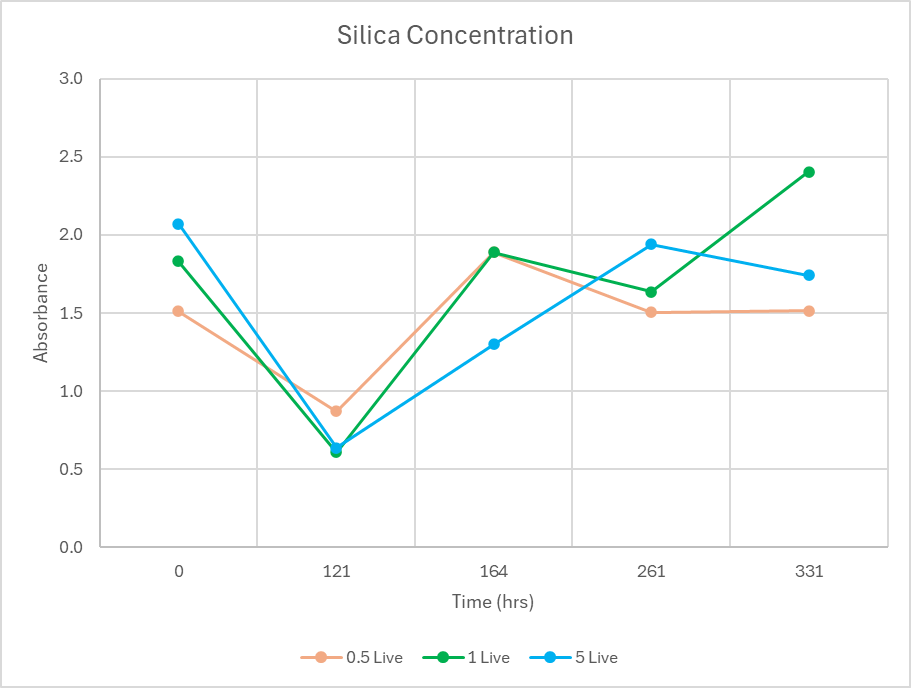 Silica Concentration
3.0
2.5
2.0
1.5
1.0
0.5
0.0
Absorbance
0 121 164 261 331
Time (hrs)
0.5 Live 1 Live 5 Live